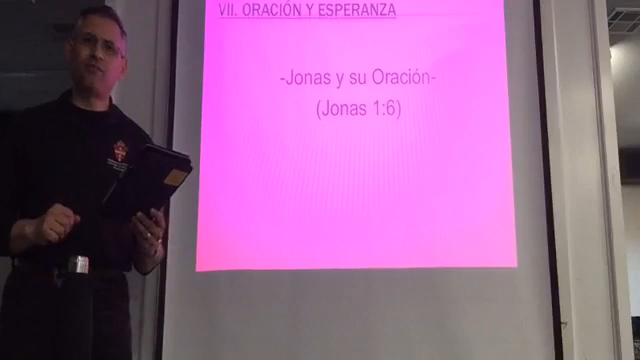 VII. ORACIÓN Y ESPERANZA
-Jonas y su Oración-
(Jonas 1:6)